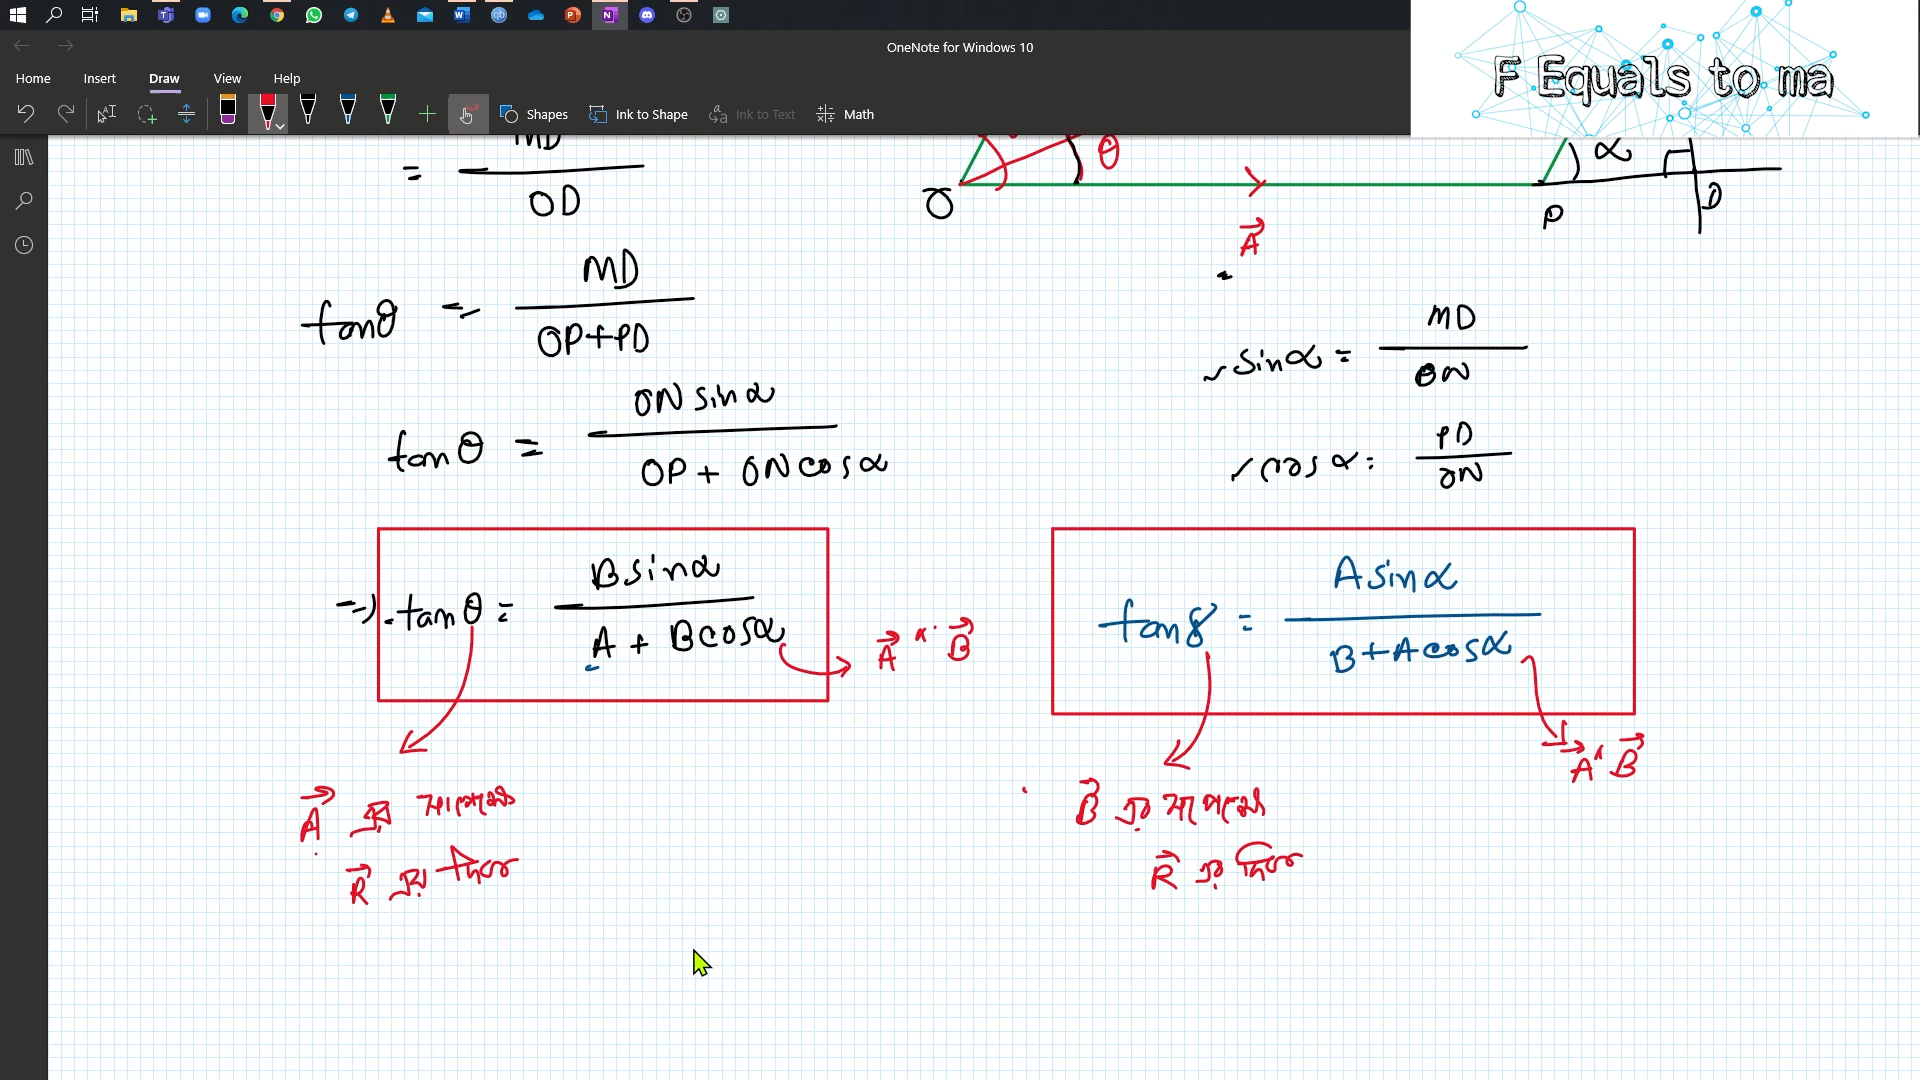 OneNote for Windows 10
F Equals to ma
Home Insert Draw View Help
Shapes Ink to Shape Ink to Text Math
= MD / OD
O θ A⃗ P α D
tanθ = MD / OP+PD
sinα = MD / ON
tanθ = ON sinα / OP + ON cosα
cosα = PD / ON
=> tanθ = B sinα / A + B cosα
A⃗ ^ B⃗
tan γ = A sinα / B + A cosα
A⃗ ^ B⃗
A⃗ এর সাপেক্ষে
R⃗ এর দিক
B⃗ এর সাপেক্ষে
R⃗ এর দিক